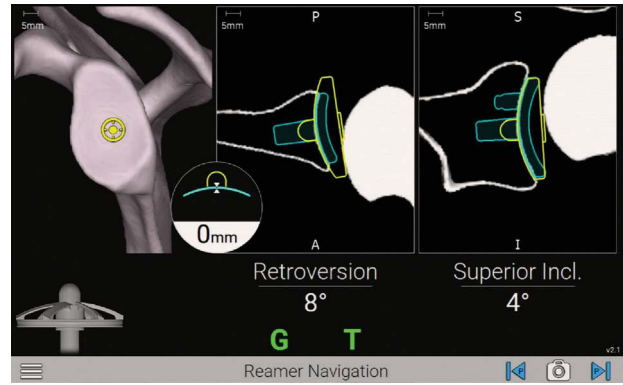 5mm
5mm
P
5mm
S
0mm
A
I
Retroversion
Superior Incl.
8°
4°
G T
v2.1
Reamer Navigation
P
P